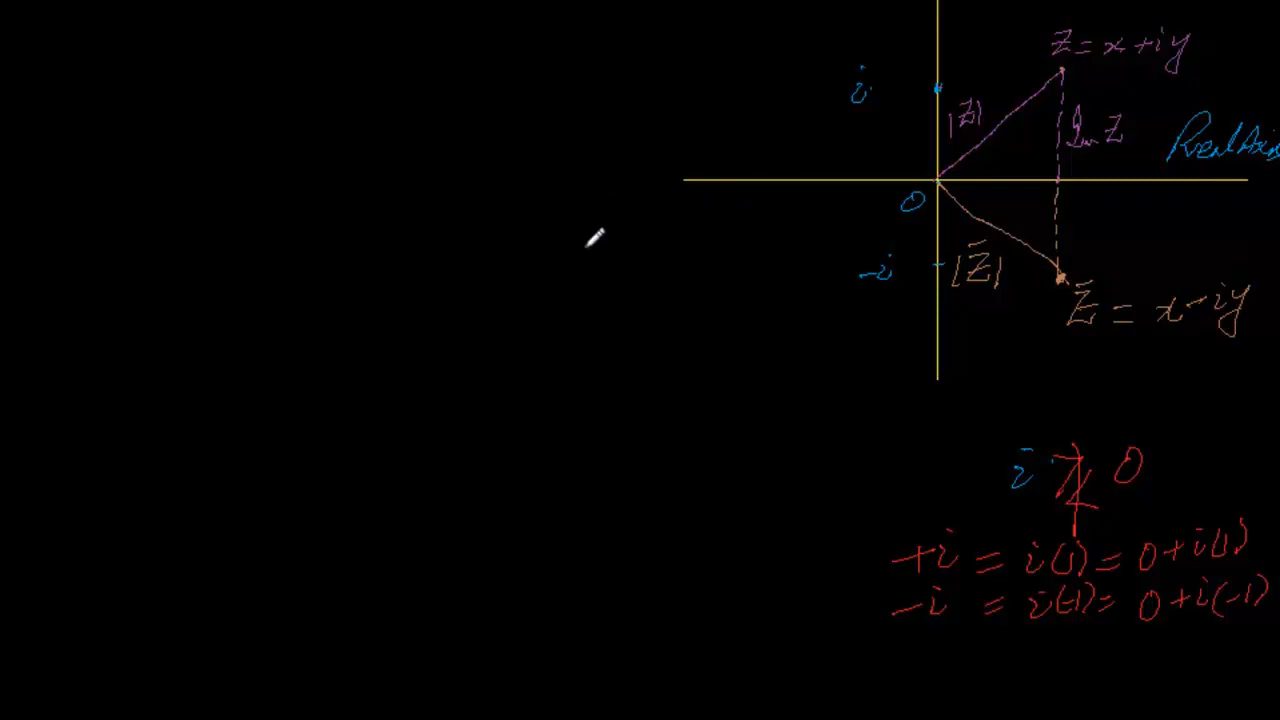 Z = x + iy
i
|Z|
Im Z
Real Axis
0
-i
|Z̄|
Z̄ = x - iy
i
0
+i = i(1) = 0 + i(1)
-i = i(-1) = 0 + i(-1)